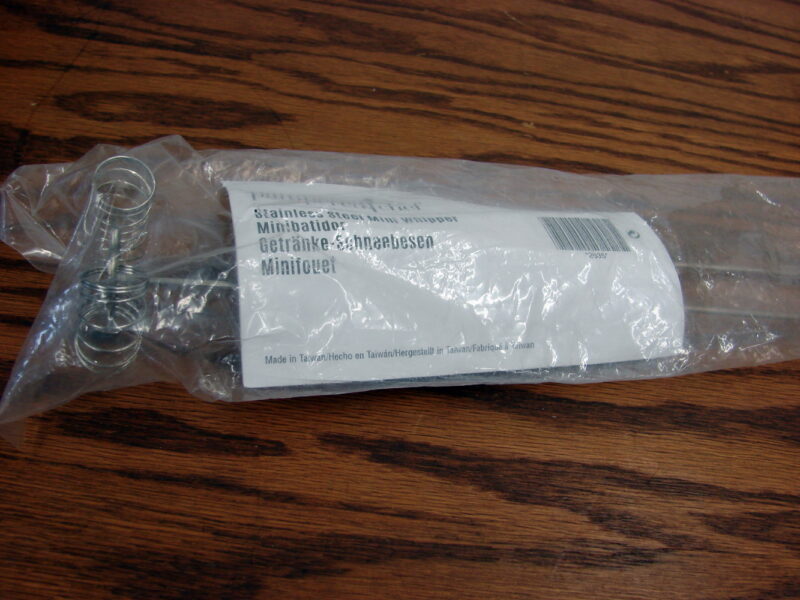 Stainless Steel Mini Whipper
Minibatidor
Getränke-Schneebesen
Minifouet
Made in Taiwan/Hecho en Taiwán/Hergestellt in Taiwan/Fabriqué à Taiwan